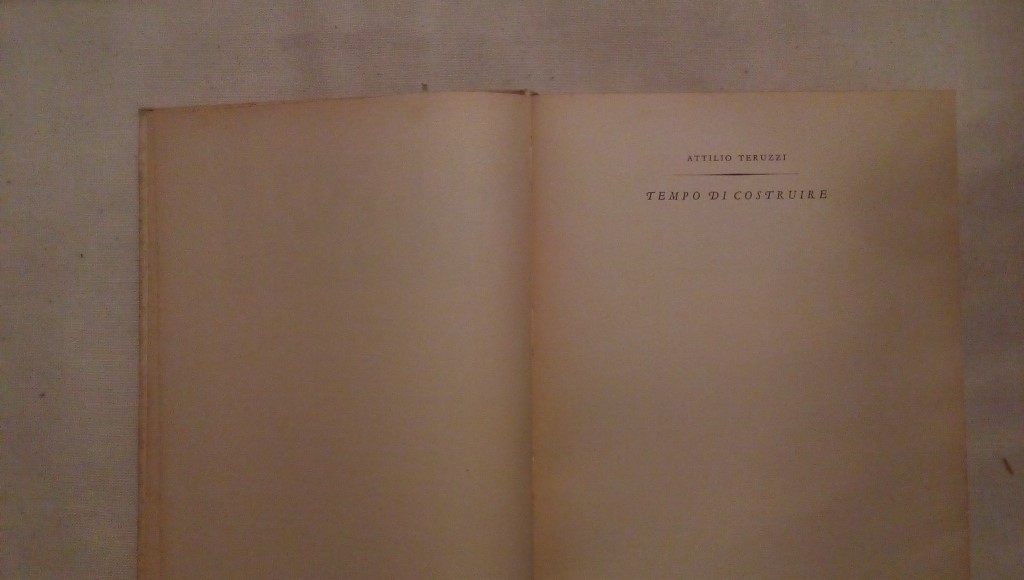 ATTILIO TERUZZI
TEMPO DI COSTRUIRE